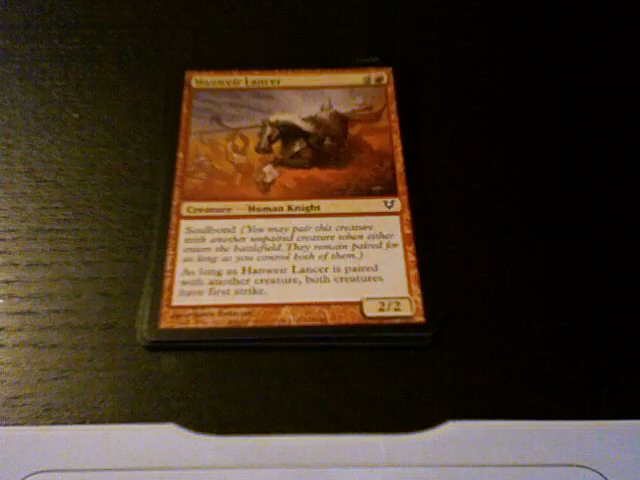 Hanweir Lancer
Creature — Human Knight
Soulbond (You may pair this creature
with another unpaired creature when either
enters the battlefield. They remain paired for
as long as you control both of them.)
As long as Hanweir Lancer is paired
with another creature, both creatures
have first strike.
2/2